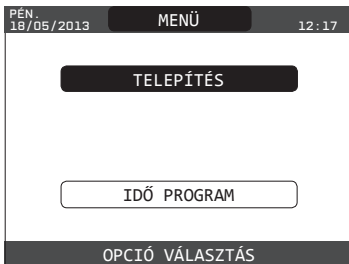 PÉN.
18/05/2013 MENÜ 12:17
TELEPÍTÉS
IDŐ PROGRAM
OPCIÓ VÁLASZTÁS